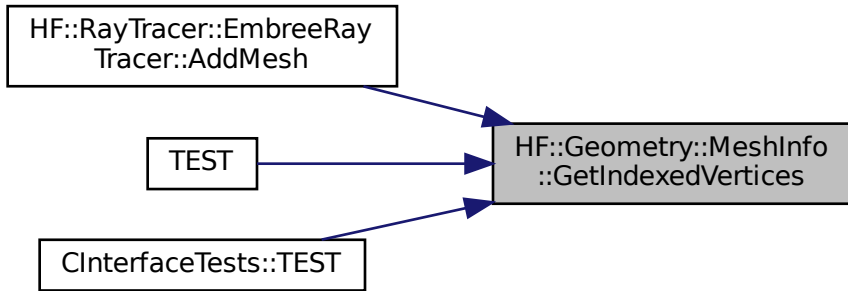 HF::RayTracer::EmbreeRay
Tracer::AddMesh
TEST
CInterfaceTests::TEST
HF::Geometry::MeshInfo
::GetIndexedVertices